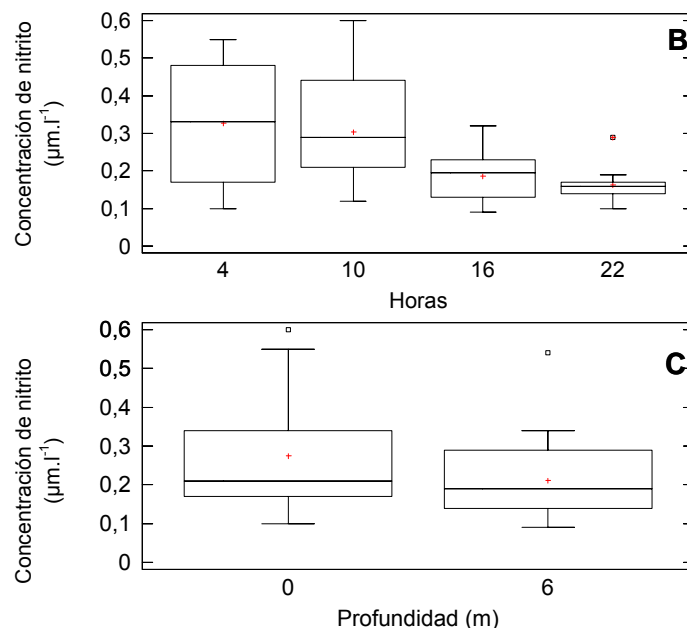 B
Concentración de nitrito
(µm.l⁻¹)
0,6
0,5
0,4
0,3
0,2
0,1
0
4 10 16 22
Horas
C
Concentración de nitrito
(µm.l⁻¹)
0,6
0,5
0,4
0,3
0,2
0,1
0
0 6
Profundidad (m)